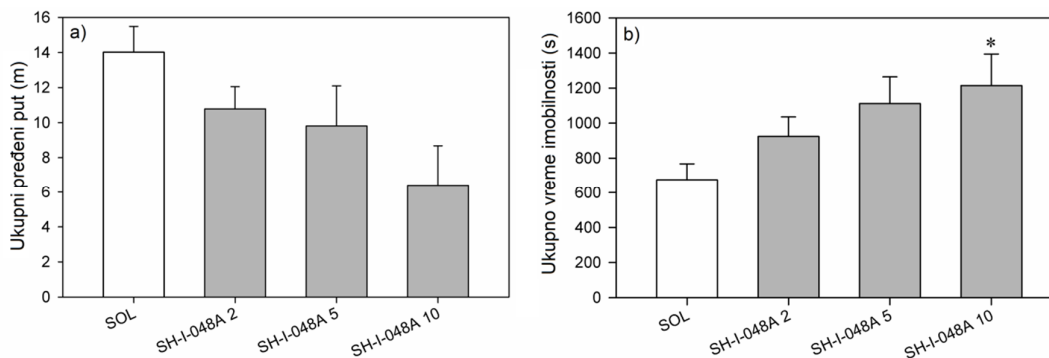 a)
Ukupni pređeni put (m)
16
14
12
10
8
6
4
2
0
SOL
SH-I-048A 2
SH-I-048A 5
SH-I-048A 10
b)
Ukupno vreme imobilnosti (s)
1600
1400
1200
1000
800
600
400
200
0
*
SOL
SH-I-048A 2
SH-I-048A 5
SH-I-048A 10